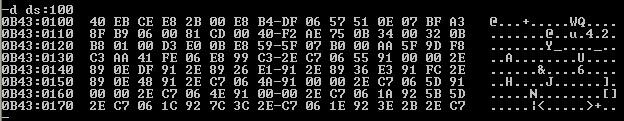 -d ds:100
0B43:0100   40 EB CE E8 2B 00 E8 B4-DF 06 57 51 0E 07 BF A3   @...+.....WQ....
0B43:0110   8F B9 06 00 81 CD 00 40-F2 AE 75 0B 34 00 32 0B   .......@..u.4.2.
0B43:0120   B8 01 00 D3 E0 0B E8 59-5F 07 B0 00 AA 5F 9D F8   .......Y_...._..
0B43:0130   C3 AA 41 FE 06 E8 99 C3-2E C7 06 55 91 00 00 2E   ..A........U....
0B43:0140   89 0E DF 91 2E 89 26 E1-91 2E 89 36 E3 91 FC 2E   ......&....6....
0B43:0150   89 0E 48 91 2E C7 06 4A-91 00 00 2E C7 06 5D 91   ..H....J......].
0B43:0160   00 00 2E C7 06 4E 91 00-00 2E C7 06 1A 92 5B 5D   .....N........[]
0B43:0170   2E C7 06 1C 92 7C 3C 2E-C7 06 1E 92 3E 2B 2E C7   .....|<.....>+..
-